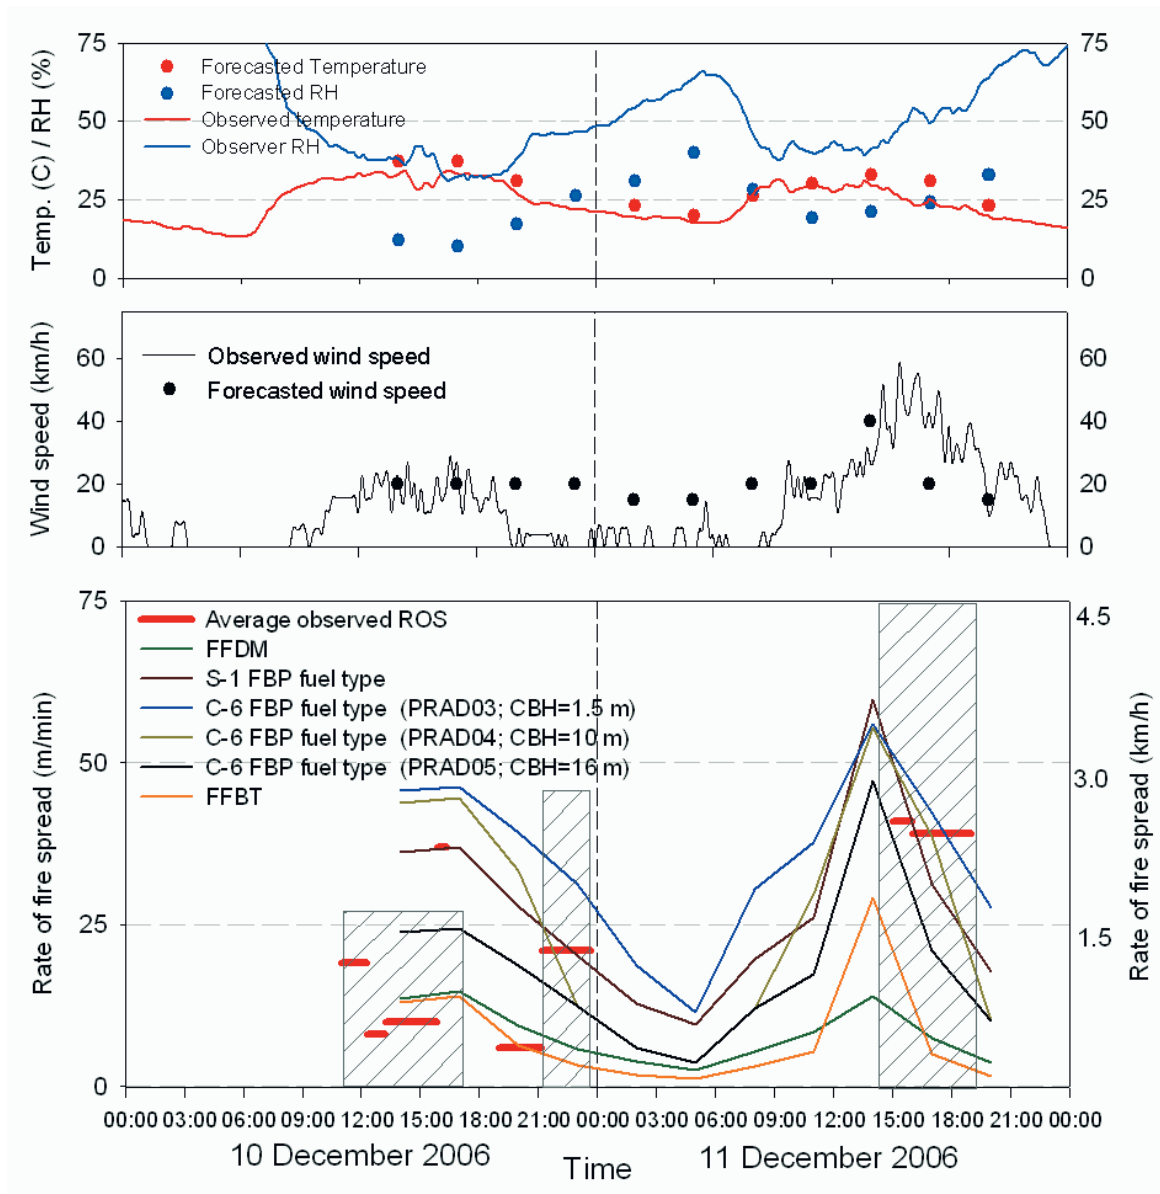 75 75
Forecasted Temperature
Forecasted RH
50 50
Observed temperature
Observer RH
25 25
0 0
Temp. (C) / RH (%)
Observed wind speed
60 60
Forecasted wind speed
40 40
20 20
0 0
Wind speed (km/h)
75
Average observed ROS 4.5
FFDM
S-1 FBP fuel type
C-6 FBP fuel type (PRAD03; CBH=1.5 m)
C-6 FBP fuel type (PRAD04; CBH=10 m)
50 C-6 FBP fuel type (PRAD05; CBH=16 m) 3.0
FFBT
25 1.5
0
Rate of fire spread (m/min)
Rate of fire spread (km/h)
00:00 03:00 06:00 09:00 12:00 15:00 18:00 21:00 00:00 03:00 06:00 09:00 12:00 15:00 18:00 21:00 00:00
10 December 2006 11 December 2006
Time